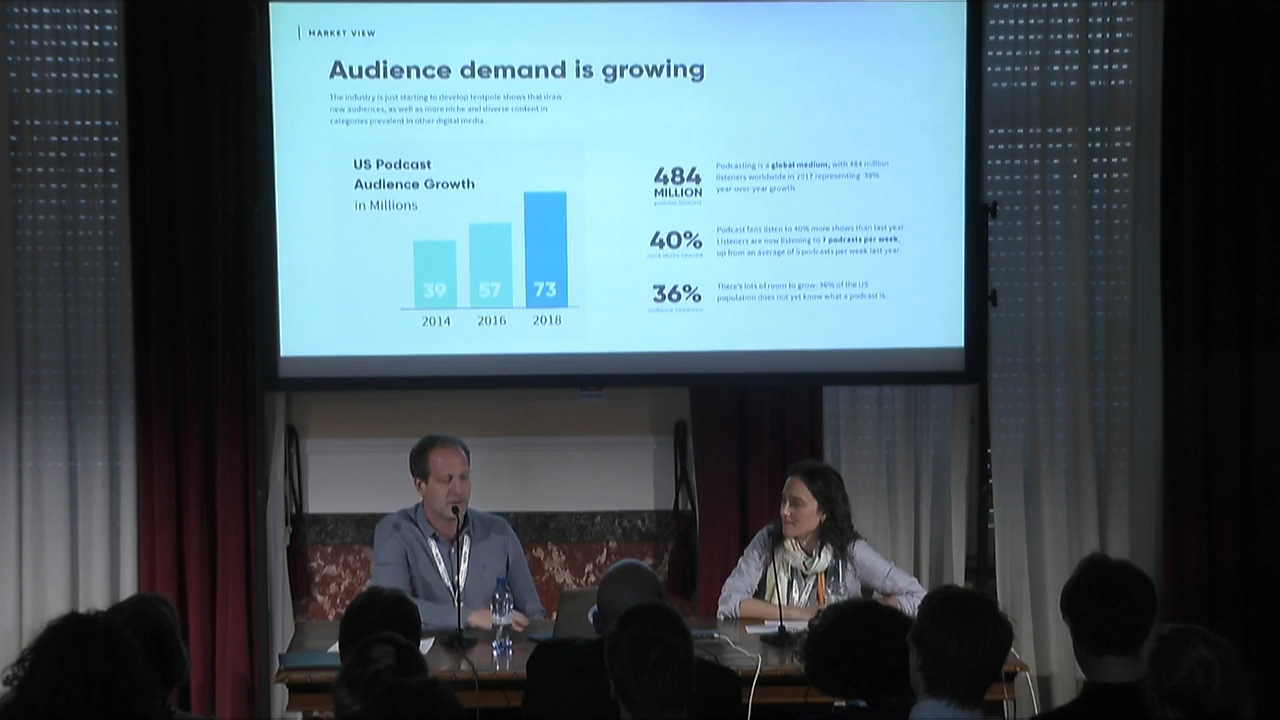 MARKET VIEW
Audience demand is growing
The industry is just starting to develop tentpole shows that draw
new audiences, as well as more niche and diverse content in
categories prevalent in other digital media
US Podcast
Audience Growth
in Millions
39
57
73
2014
2016
2018
484
MILLION
podcast listeners
Podcasting is a global medium, with 484 million
listeners worldwide in 2017 representing 39%
year over year growth
40%
Podcast fans listen to 40% more shows than last year
Listeners are now listening to 7 podcasts per week,
up from an average of 5 podcasts per week last year
36%
There's lots of room to grow: 36% of the US
population does not yet know what a podcast is.